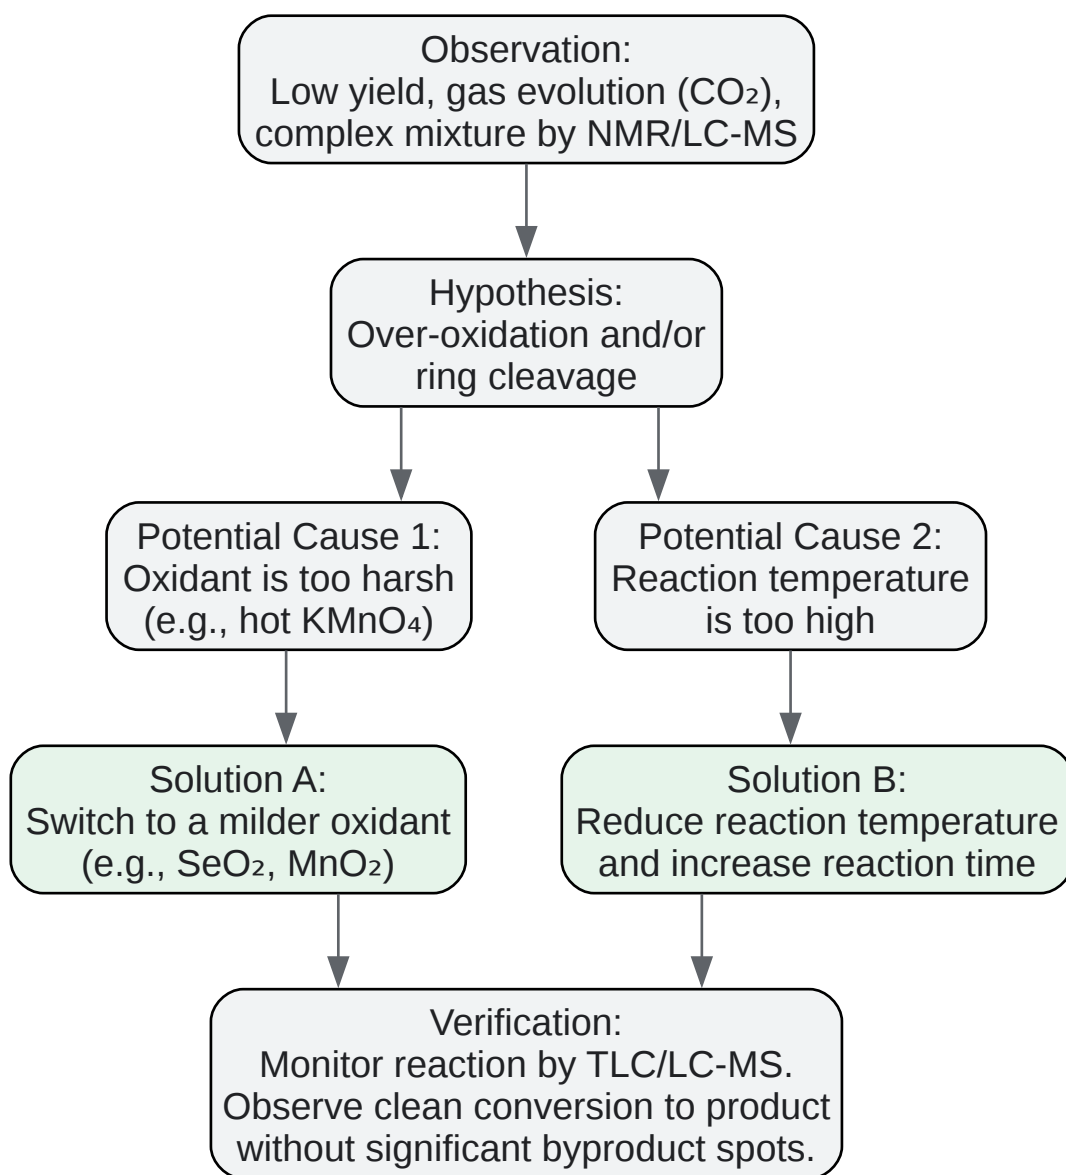 Observation:
Low yield, gas evolution (CO₂),
complex mixture by NMR/LC-MS
Hypothesis:
Over-oxidation and/or
ring cleavage
Potential Cause 1:
Oxidant is too harsh
(e.g., hot KMnO₄)
Potential Cause 2:
Reaction temperature
is too high
Solution A:
Switch to a milder oxidant
(e.g., SeO₂, MnO₂)
Solution B:
Reduce reaction temperature
and increase reaction time
Verification:
Monitor reaction by TLC/LC-MS.
Observe clean conversion to product
without significant byproduct spots.